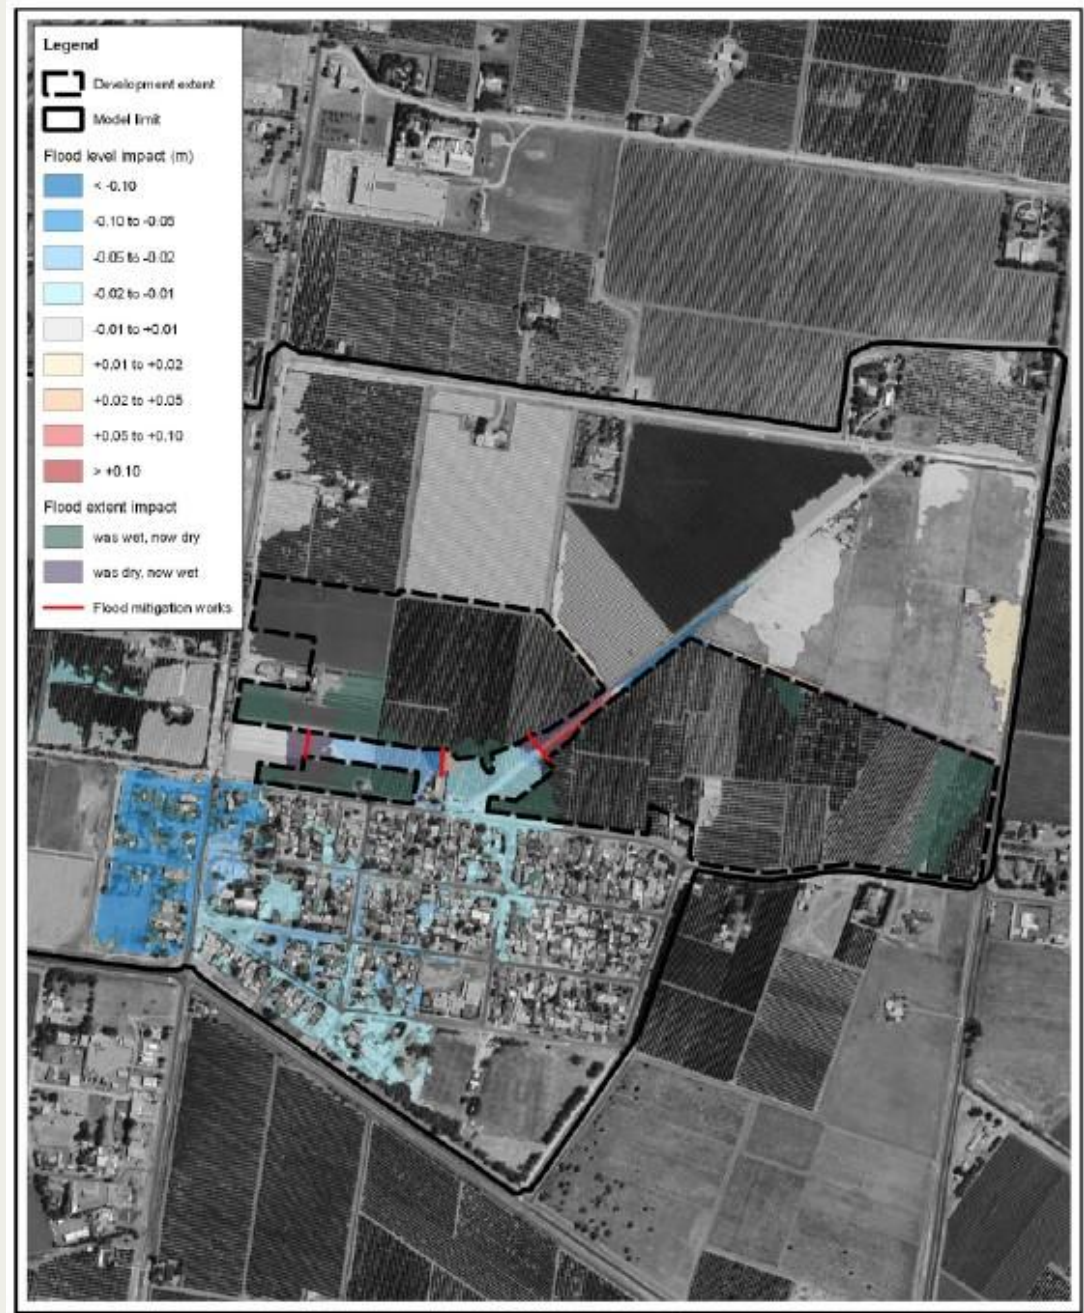 Legend
Development extent
Model limit
Flood level impact (m)
< -0.10
-0.10 to -0.05
-0.05 to -0.02
-0.02 to -0.01
-0.01 to +0.01
+0.01 to +0.02
+0.02 to +0.05
+0.05 to +0.10
> +0.10
Flood extent impact
was wet, now dry
was dry, now wet
Flood mitigation works